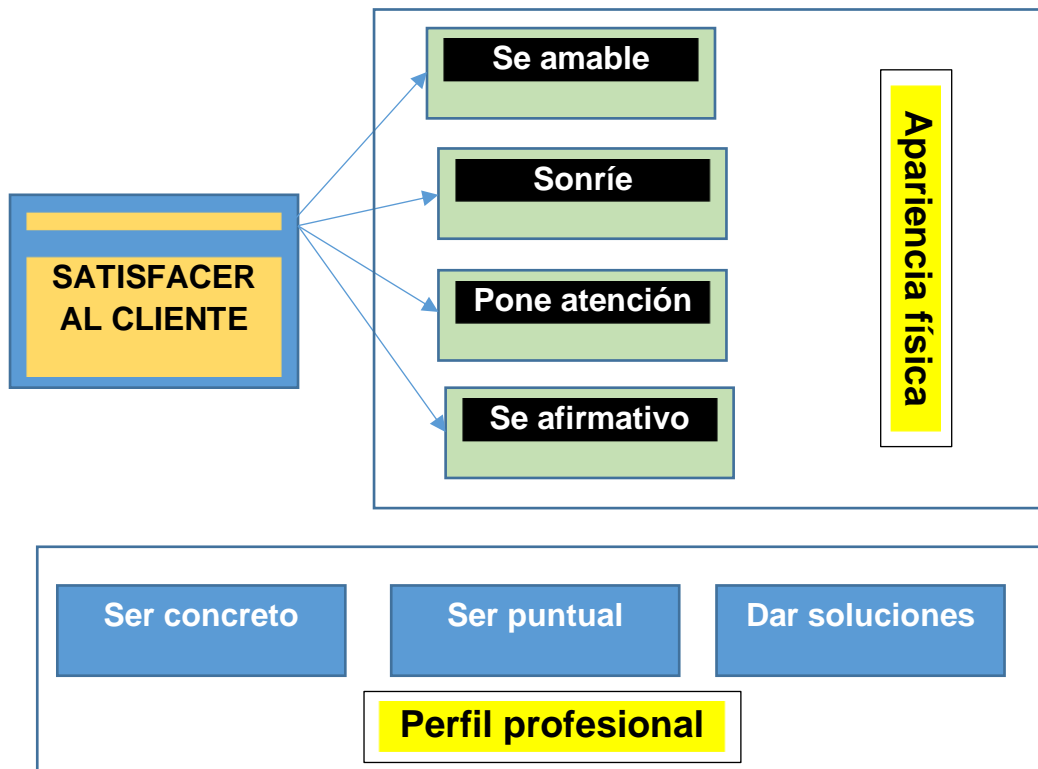 Se amable
Sonríe
Pone atención
Se afirmativo
Apariencia física
SATISFACER
AL CLIENTE
Ser concreto
Ser puntual
Dar soluciones
Perfil profesional